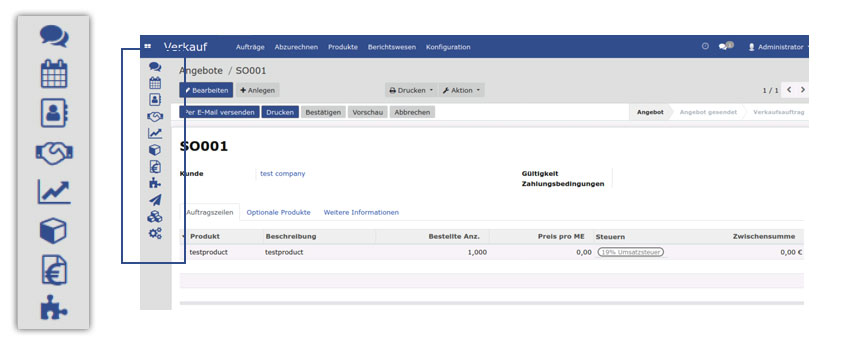 Verkauf Aufträge Abzurechnen Produkte Berichtswesen Konfiguration Administrator
Angebote / SO001
Bearbeiten Anlegen Drucken Aktion 1 / 1
Per E-Mail versenden Drucken Bestätigen Vorschau Abbrechen Angebot Angebot gesendet Verkaufsauftrag
SO001
Kunde test company Gültigkeit
Zahlungsbedingungen
Auftragszeilen Optionale Produkte Weitere Informationen
Produkt Beschreibung Bestellte Anz. Preis pro ME Steuern Zwischensumme
testproduct testproduct 1,000 0,00 19% Umsatzsteuer 0,00 €